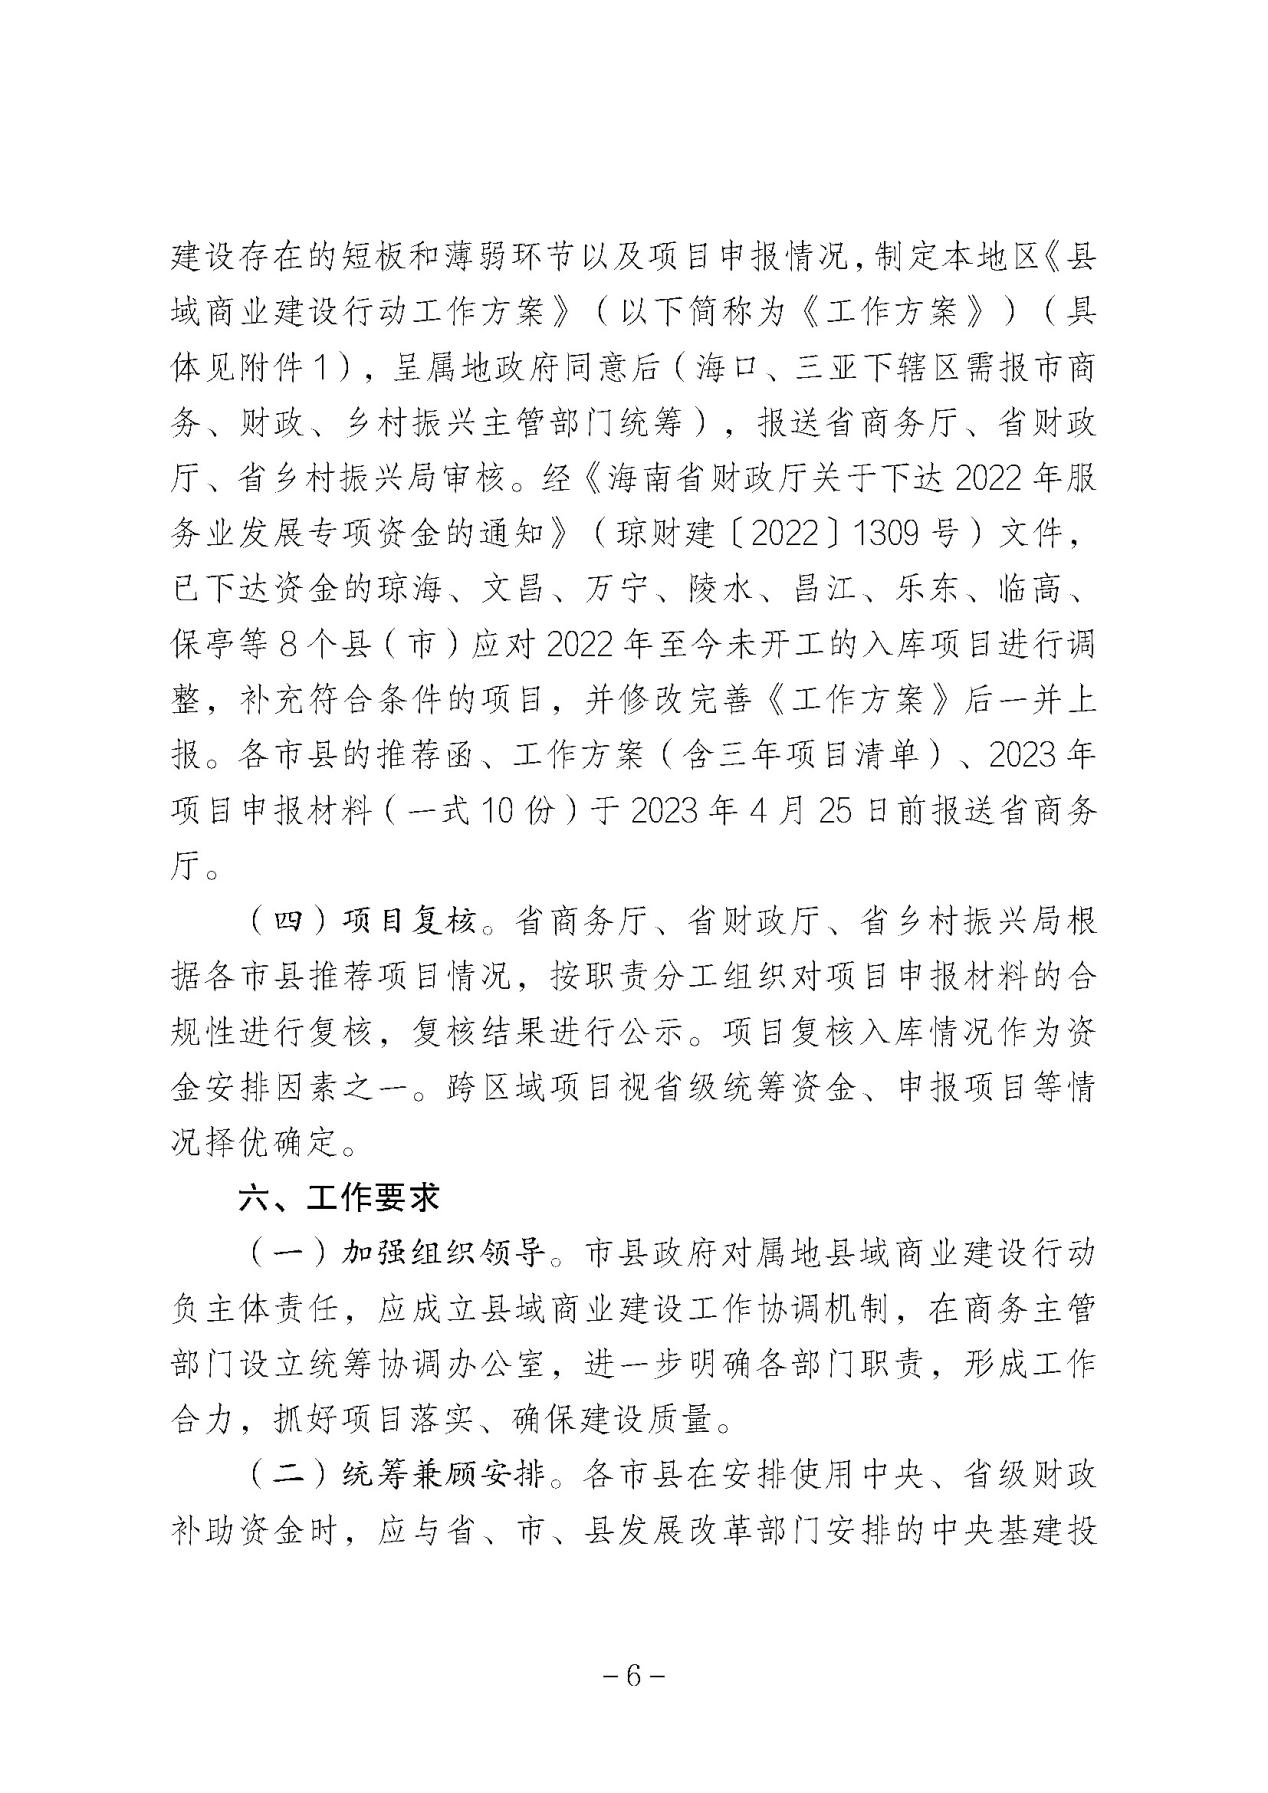 建设存在的短板和薄弱环节以及项目申报情况，制定本地区《县
域商业建设行动工作方案》（以下简称为《工作方案》）（具
体见附件1），呈属地政府同意后（海口、三亚下辖区需报市商
务、财政、乡村振兴主管部门统筹），报送省商务厅、省财政
厅、省乡村振兴局审核。经《海南省财政厅关于下达 2022 年服
务业发展专项资金的通知》（琼财建〔2022〕1309 号）文件，
已下达资金的琼海、文昌、万宁、陵水、昌江、乐东、临高、
保亭等 8 个县（市）应对 2022 年至今未开工的入库项目进行调
整，补充符合条件的项目，并修改完善《工作方案》后一并上
报。各市县的推荐函、工作方案（含三年项目清单）、2023 年
项目申报材料（一式 10 份）于 2023 年 4 月 25 日前报送省商务
厅。
（四）项目复核。省商务厅、省财政厅、省乡村振兴局根
据各市县推荐项目情况，按职责分工组织对项目申报材料的合
规性进行复核，复核结果进行公示。项目复核入库情况作为资
金安排因素之一。跨区域项目视省级统筹资金、申报项目等情
况择优确定。
六、工作要求
（一）加强组织领导。市县政府对属地县域商业建设行动
负主体责任，应成立县域商业建设工作协调机制，在商务主管
部门设立统筹协调办公室，进一步明确各部门职责，形成工作
合力，抓好项目落实、确保建设质量。
（二）统筹兼顾安排。各市县在安排使用中央、省级财政
补助资金时，应与省、市、县发展改革部门安排的中央基建投
－6－